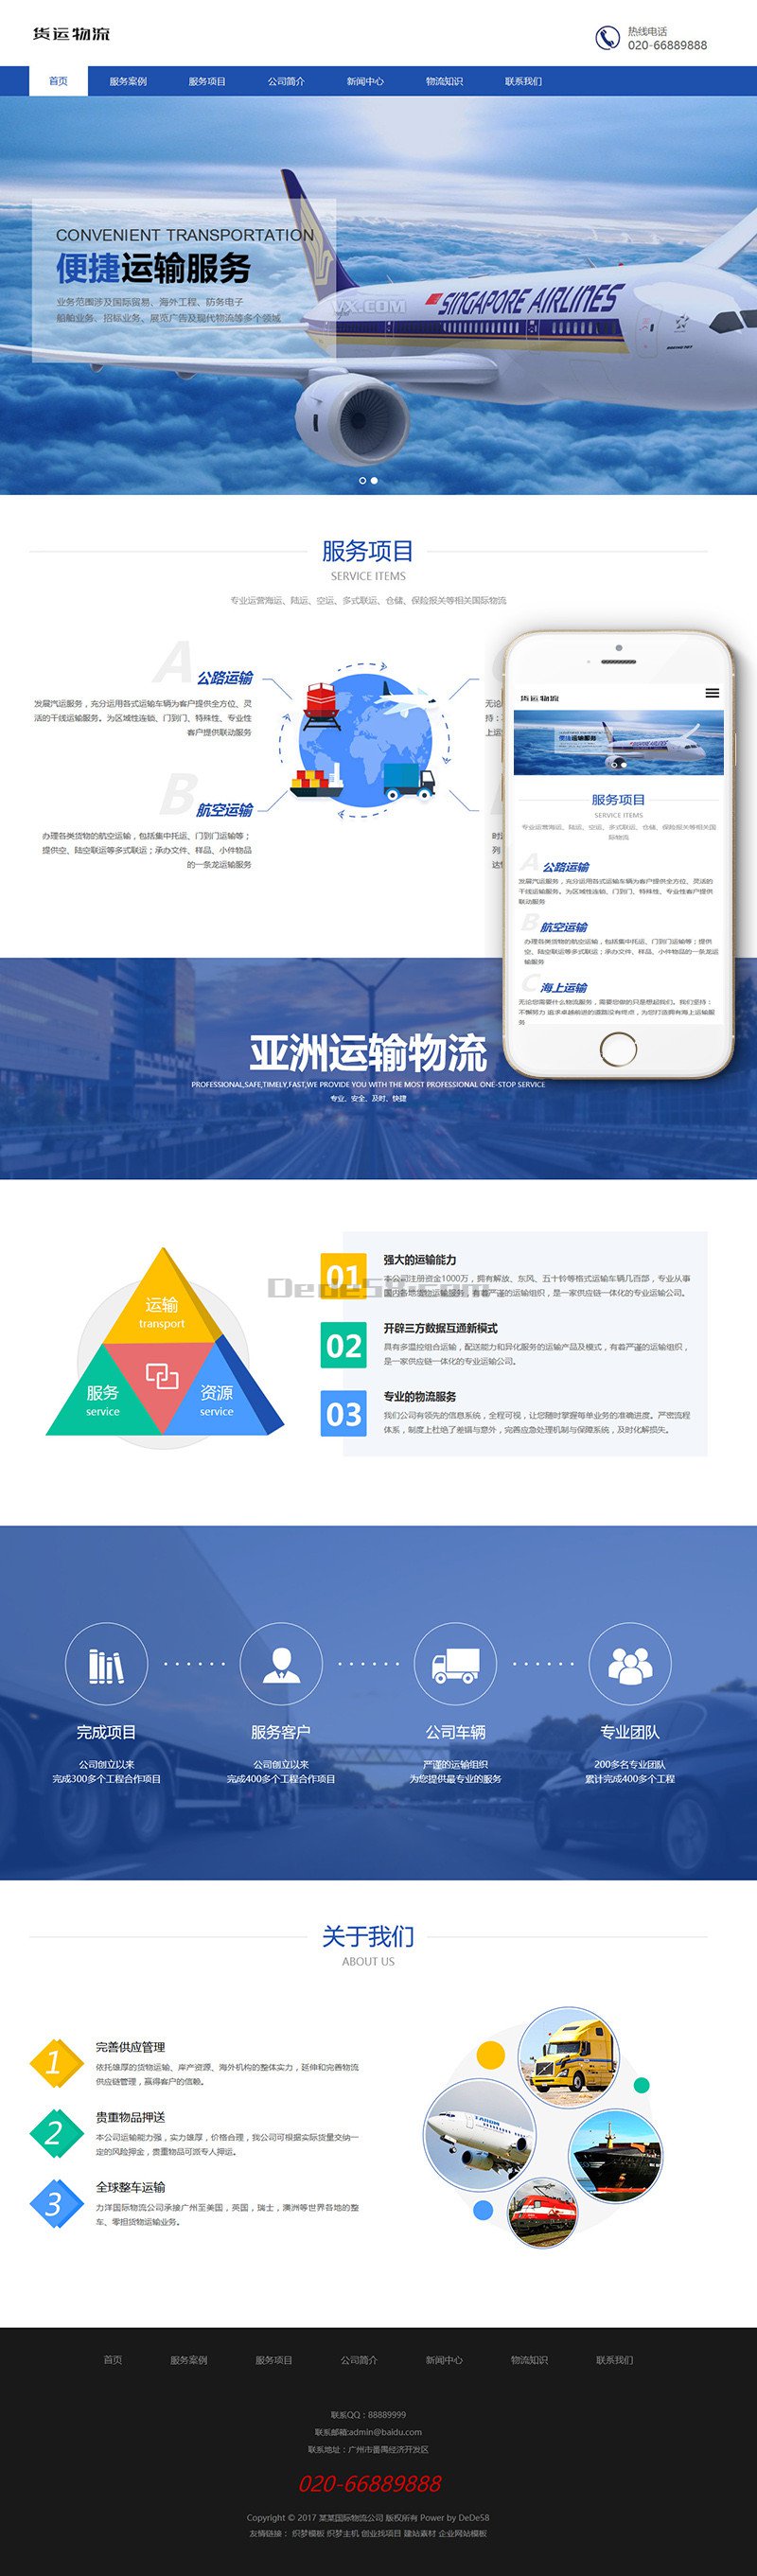 货运物流
热线电话
020-66889888
首页 服务案例 服务项目 公司简介 新闻中心 物流知识 联系我们
CONVENIENT TRANSPORTATION
便捷运输服务
业务范围涉及国际贸易、海外工程、防务电子
船舶业务、招标业务、展览广告及现代物流等多个领域
VX.COM
SINGAPORE AIRLINES
服务项目
SERVICE ITEMS
专业运营海运、陆运、空运、多式联运、仓储、保险报关等相关国际物流
A 公路运输
发展汽运服务，充分运用各式运输车辆为客户提供全方位、灵
活的干线运输服务。为区域性连锁、门到门、特殊性、专业性
客户提供联动服务
B 航空运输
办理各类货物的航空运输，包括集中托运、门到门运输等；
提供空、陆空联运等多式联运；承办文件、样品、小件物品
的一条龙运输服务
无论
持：
上运
时运
列
达
货运物流
便捷运输服务
服务项目
SERVICE ITEMS
专业运营海运、陆运、空运、多式联运、仓储、保险报关等相关国
际物流
A 公路运输
发展汽运服务，充分运用各式运输车辆为客户提供全方位、灵活的
干线运输服务。为区域性连锁、门到门、特殊性、专业性客户提供
联动服务
B 航空运输
办理各类货物的航空运输，包括集中托运、门到门运输等；提供
空、陆空联运等多式联运；承办文件、样品、小件物品的一条龙运
输服务
C 海上运输
无论您需要什么物流服务，需要您做的只是想起我们。我们坚持：
不懈努力 追求卓越前进的道路没有终点，为您打造拥有海上运输服
务
亚洲运输物流
PROFESSIONAL,SAFE,TIMELY,FAST,WE PROVIDE YOU WITH THE MOST PROFESSIONAL ONE-STOP SERVICE
专业、安全、及时、快捷
运输
transport
服务
service
资源
service
Dede58.com
01
强大的运输能力
本公司注册资金1000万，拥有解放、东风、五十铃等格式运输车辆几百部，专业从事
国内各地货物运输服务，有着严谨的运输组织，是一家供应链一体化的专业运输公司。
02
开辟三方数据互通新模式
具有多温控组合运输，配送能力和异化服务的运输产品及模式，有着严谨的运输组织，
是一家供应链一体化的专业运输公司。
03
专业的物流服务
我们公司有领先的信息系统，全程可视，让您随时掌握每单业务的准确进度。严密流程
体系，制度上杜绝了差错与意外，完善应急处理机制与保障系统，及时化解损失。
完成项目 服务客户 公司车辆 专业团队
公司创立以来 公司创立以来 严谨的运输组织 200多名专业团队
完成300多个工程合作项目 完成400多个工程合作项目 为您提供最专业的服务 累计完成400多个工程
关于我们
ABOUT US
1
完善供应管理
依托雄厚的货物运输、岸产资源、海外机构的整体实力，延伸和完善物流
供应链管理，赢得客户的信赖。
2
贵重物品押送
本公司运输能力强，实力雄厚，价格合理，我公司可根据实际货量交纳一
定的风险押金，贵重物品可派专人押运。
3
全球整车运输
力洋国际物流公司承接广州至美国，英国，瑞士，澳洲等世界各地的整
车、零担货物运输业务。
首页 服务案例 服务项目 公司简介 新闻中心 物流知识 联系我们
联系QQ：88889999
联系邮箱:admin@baidu.com
联系地址：广州市番禺经济开发区
020-66889888
Copyright © 2017 某某国际物流公司 版权所有 Power by DeDe58
友情链接： 织梦模板 织梦主机 创业找项目 建站素材 企业网站模板